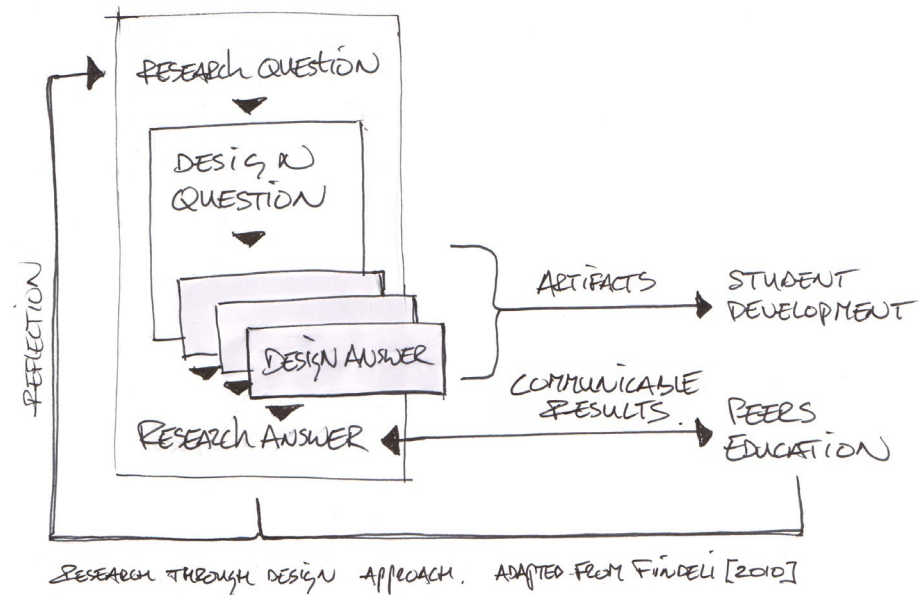 RESEARCH QUESTION
DESIGN
QUESTION
REFLECTION
ARTIFACTS
STUDENT
DEVELOPMENT
DESIGN ANSWER
COMMUNICABLE
RESULTS.
RESEARCH ANSWER
PEERS
EDUCATION
RESEARCH THROUGH DESIGN APPROACH. ADAPTED FROM FINDELI [2010]